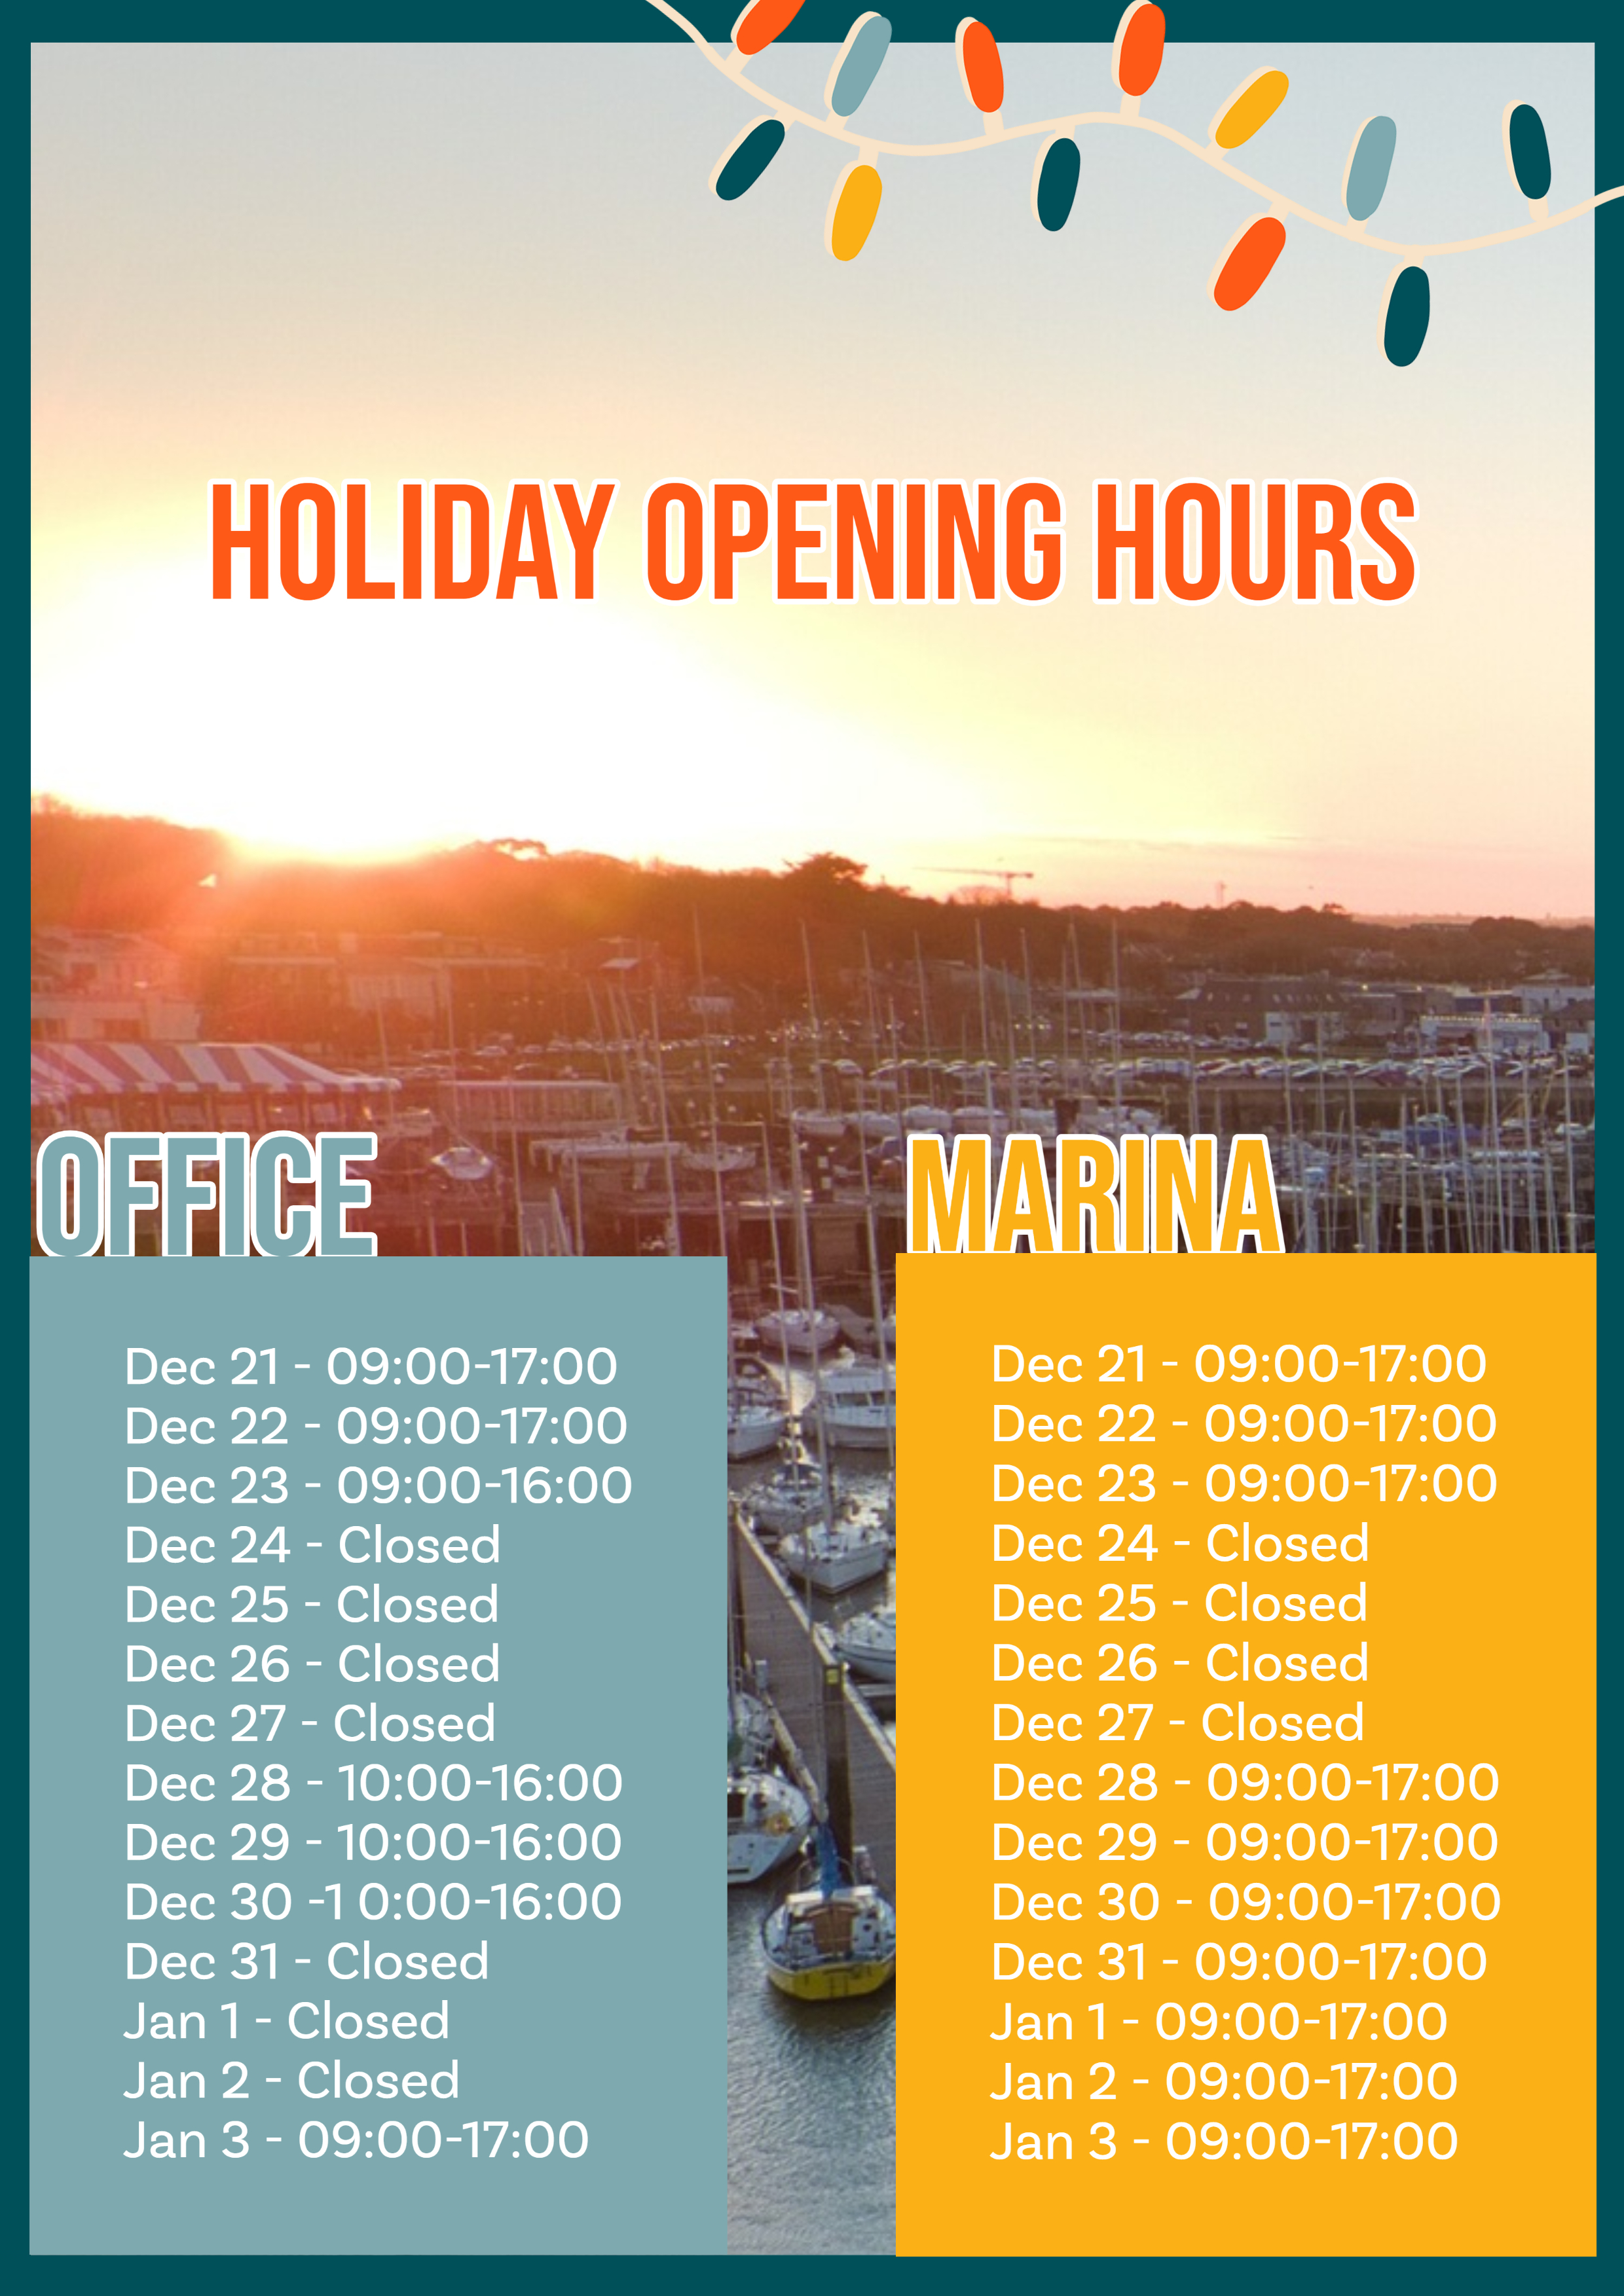 HOLIDAY OPENING HOURS
OFFICE
Dec 21 - 09:00-17:00
Dec 22 - 09:00-17:00
Dec 23 - 09:00-16:00
Dec 24 - Closed
Dec 25 - Closed
Dec 26 - Closed
Dec 27 - Closed
Dec 28 - 10:00-16:00
Dec 29 - 10:00-16:00
Dec 30 -1 0:00-16:00
Dec 31 - Closed
Jan 1 - Closed
Jan 2 - Closed
Jan 3 - 09:00-17:00
MARINA
Dec 21 - 09:00-17:00
Dec 22 - 09:00-17:00
Dec 23 - 09:00-17:00
Dec 24 - Closed
Dec 25 - Closed
Dec 26 - Closed
Dec 27 - Closed
Dec 28 - 09:00-17:00
Dec 29 - 09:00-17:00
Dec 30 - 09:00-17:00
Dec 31 - 09:00-17:00
Jan 1 - 09:00-17:00
Jan 2 - 09:00-17:00
Jan 3 - 09:00-17:00